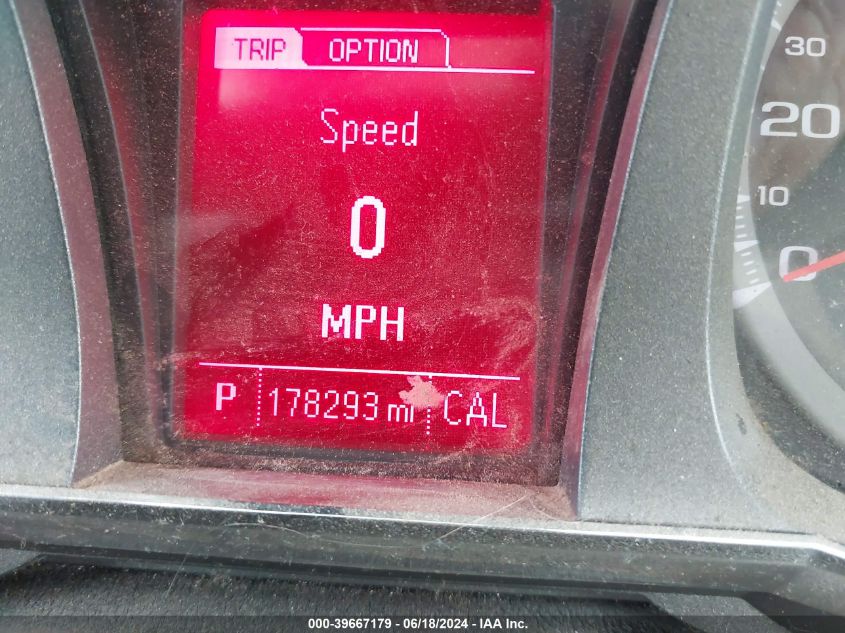 TRIP OPTION
Speed
0
MPH
P 178293 mi CAL
30
20
10
0
000-39667179 - 06/18/2024 - IAA Inc.